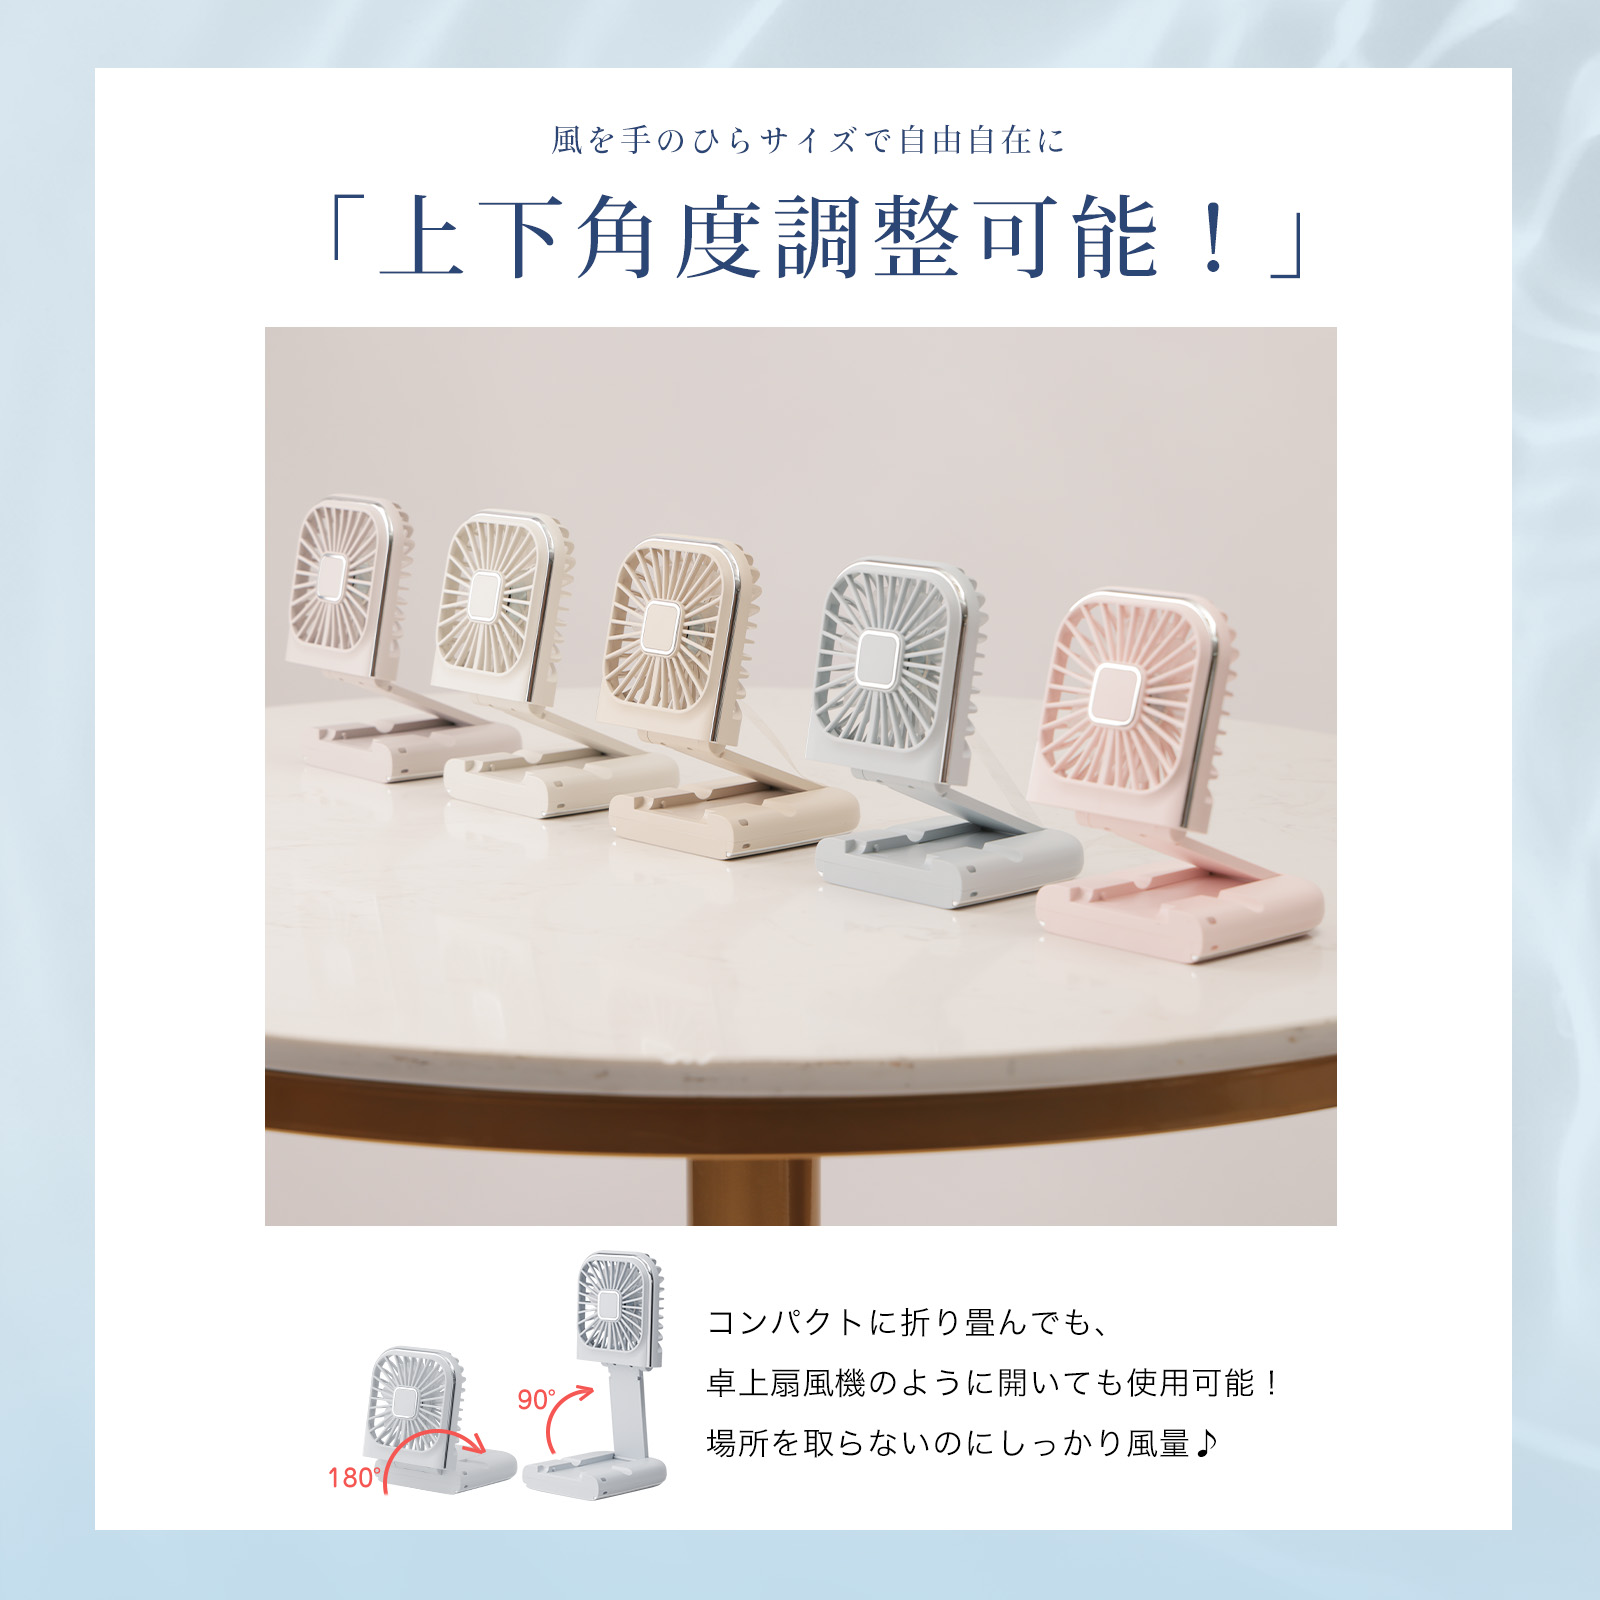 風を手のひらサイズで自由自在に
「上下角度調整可能！」
180°
90°
コンパクトに折り畳んでも、
卓上扇風機のように開いても使用可能！
場所を取らないのにしっかり風量♪